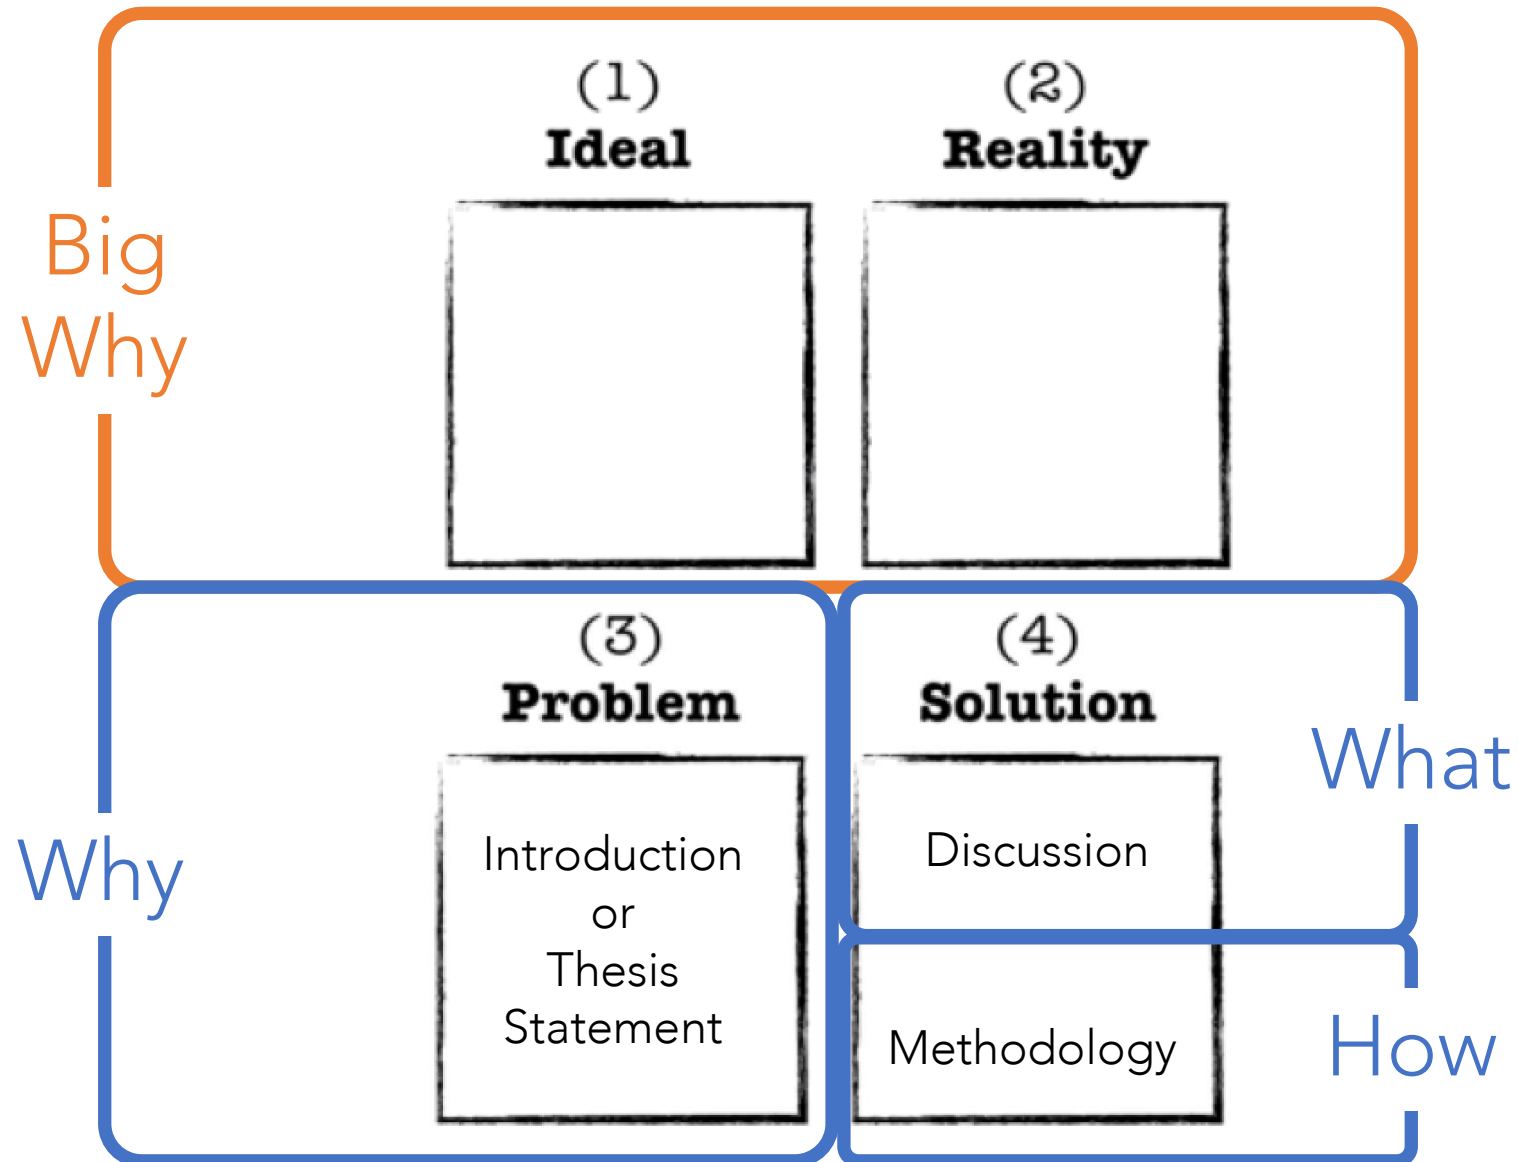 (1)
Ideal
(2)
Reality
Big
Why
(3)
Problem
(4)
Solution
Why
Introduction
or
Thesis
Statement
Discussion
What
Methodology
How